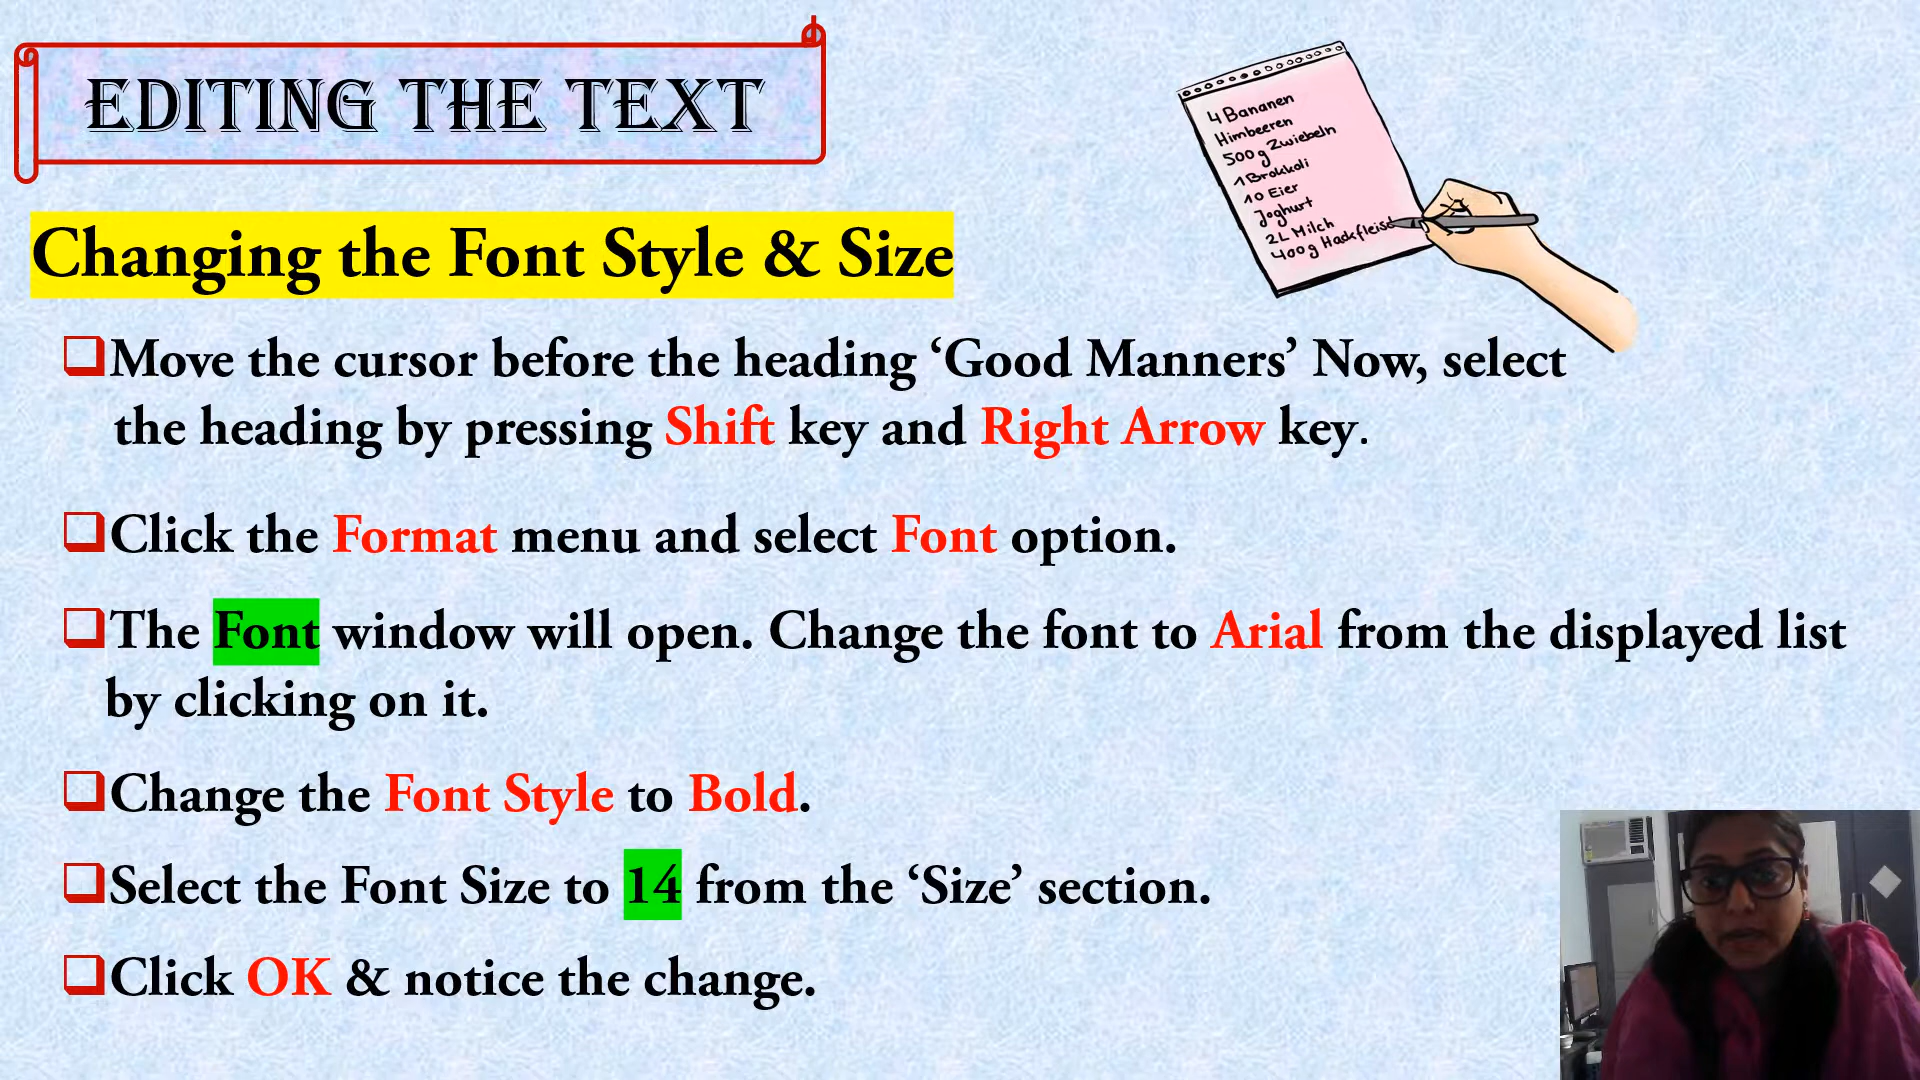 EDITING THE TEXT
4 Bananen
Himbeeren
500g Zwiebeln
1 Brokkoli
10 Eier
Joghurt
2L Milch
400g Hackfleisch
Changing the Font Style & Size
Move the cursor before the heading ‘Good Manners’ Now, select
the heading by pressing Shift key and Right Arrow key.
Click the Format menu and select Font option.
The Font window will open. Change the font to Arial from the displayed list
by clicking on it.
Change the Font Style to Bold.
Select the Font Size to 14 from the ‘Size’ section.
Click OK & notice the change.